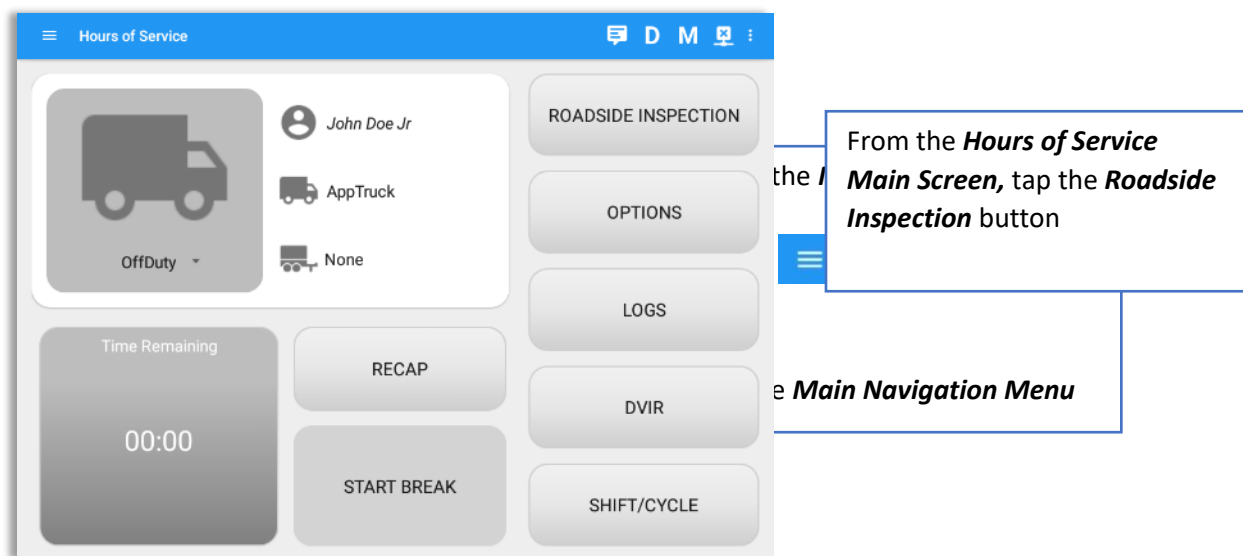 Hours of Service
D M
John Doe Jr
AppTruck
None
OffDuty
Time Remaining
00:00
RECAP
START BREAK
ROADSIDE INSPECTION
OPTIONS
LOGS
DVIR
SHIFT/CYCLE
the
From the Hours of Service
Main Screen, tap the Roadside
Inspection button
Main Navigation Menu